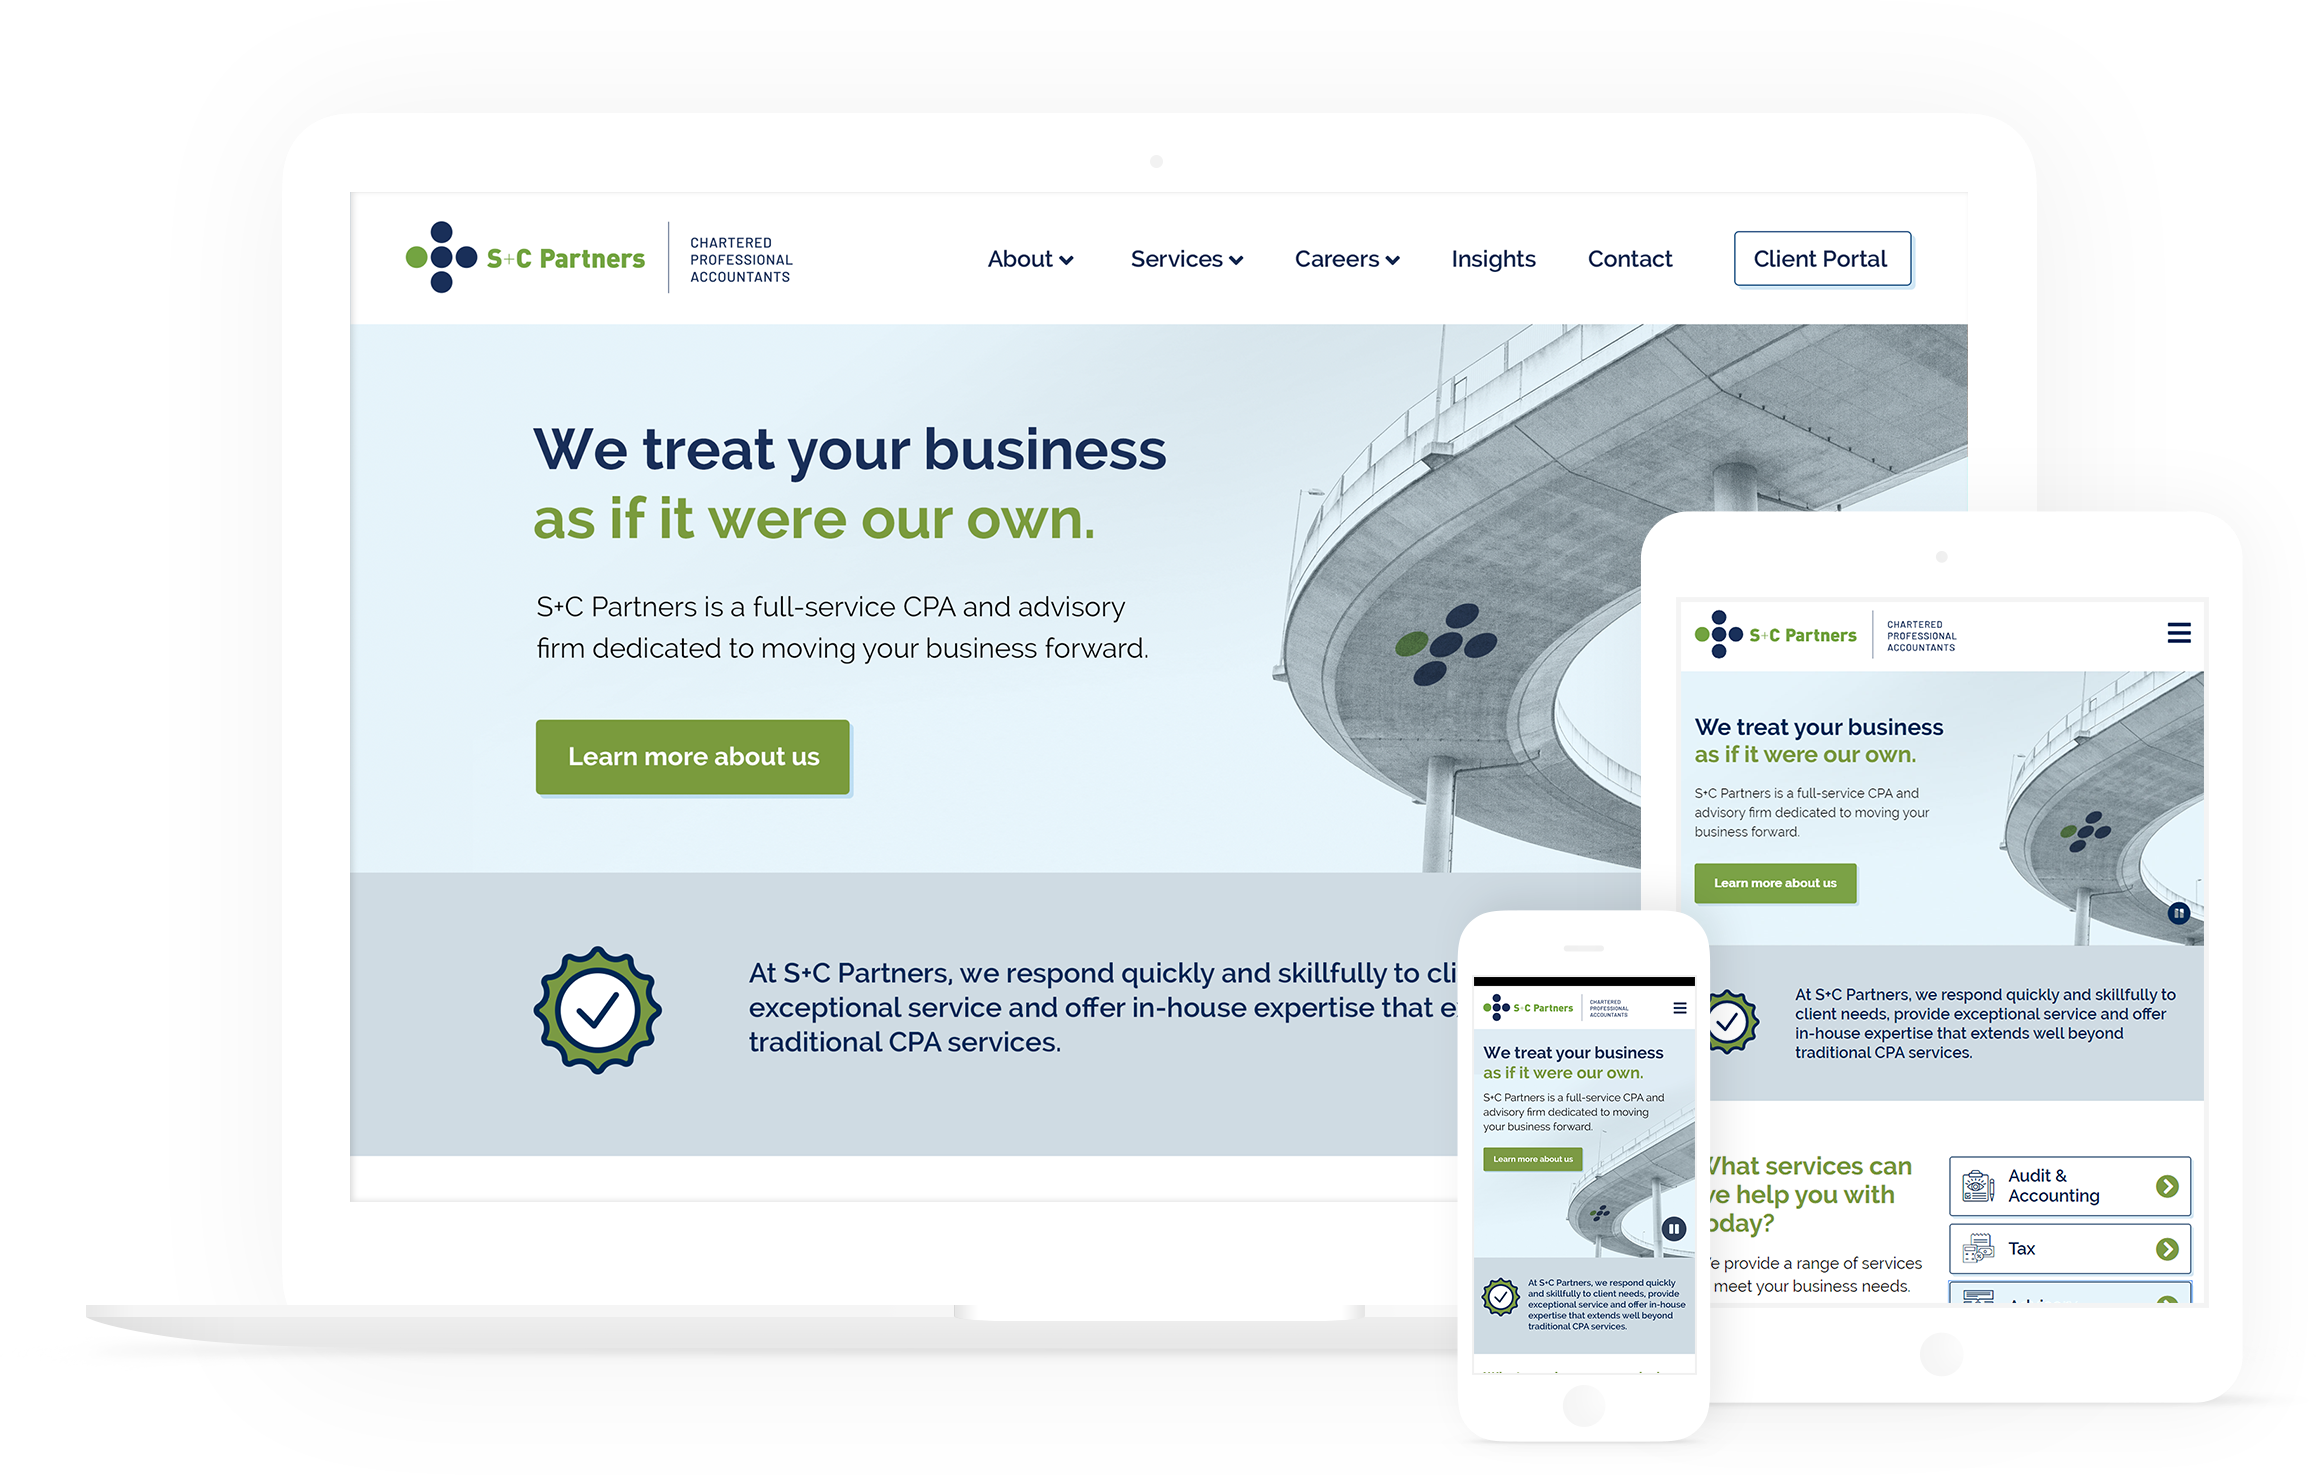 S+C Partners
CHARTERED
PROFESSIONAL
ACCOUNTANTS
About
Services
Careers
Insights
Contact
Client Portal
We treat your business
as if it were our own.
S+C Partners is a full-service CPA and advisory
firm dedicated to moving your business forward.
Learn more about us
At S+C Partners, we respond quickly and skillfully to cli
exceptional service and offer in-house expertise that e
traditional CPA services.
S+C Partners
CHARTERED
PROFESSIONAL
ACCOUNTANTS
We treat your business
as if it were our own.
S+C Partners is a full-service CPA and
advisory firm dedicated to moving your
business forward.
Learn more about us
At S+C Partners, we respond quickly and skillfully to
client needs, provide exceptional service and offer
in-house expertise that extends well beyond
traditional CPA services.
What services can
we help you with
today?
We provide a range of services
meet your business needs.
Audit &
Accounting
Tax
S+C Partners
CHARTERED
PROFESSIONAL
ACCOUNTANTS
We treat your business
as if it were our own.
S+C Partners is a full-service CPA and
advisory firm dedicated to moving
your business forward.
Learn more about us
At S+C Partners, we respond quickly
and skillfully to client needs, provide
exceptional service and offer in-house
expertise that extends well beyond
traditional CPA services.